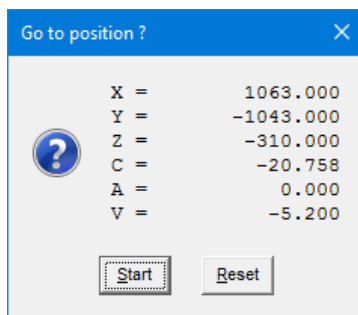 Go to position ?
X = 1063.000
Y = -1043.000
Z = -310.000
C = -20.758
A = 0.000
V = -5.200
Start Reset